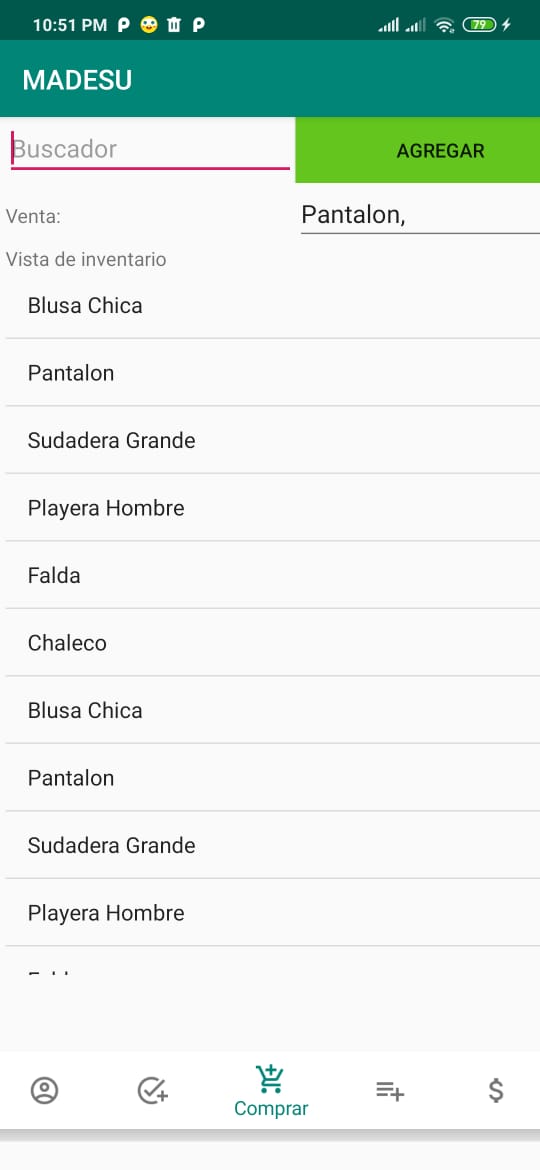 10:51 PM
79
MADESU
Buscador
AGREGAR
Venta:
Pantalon,
Vista de inventario
Blusa Chica
Pantalon
Sudadera Grande
Playera Hombre
Falda
Chaleco
Blusa Chica
Pantalon
Sudadera Grande
Playera Hombre
Comprar